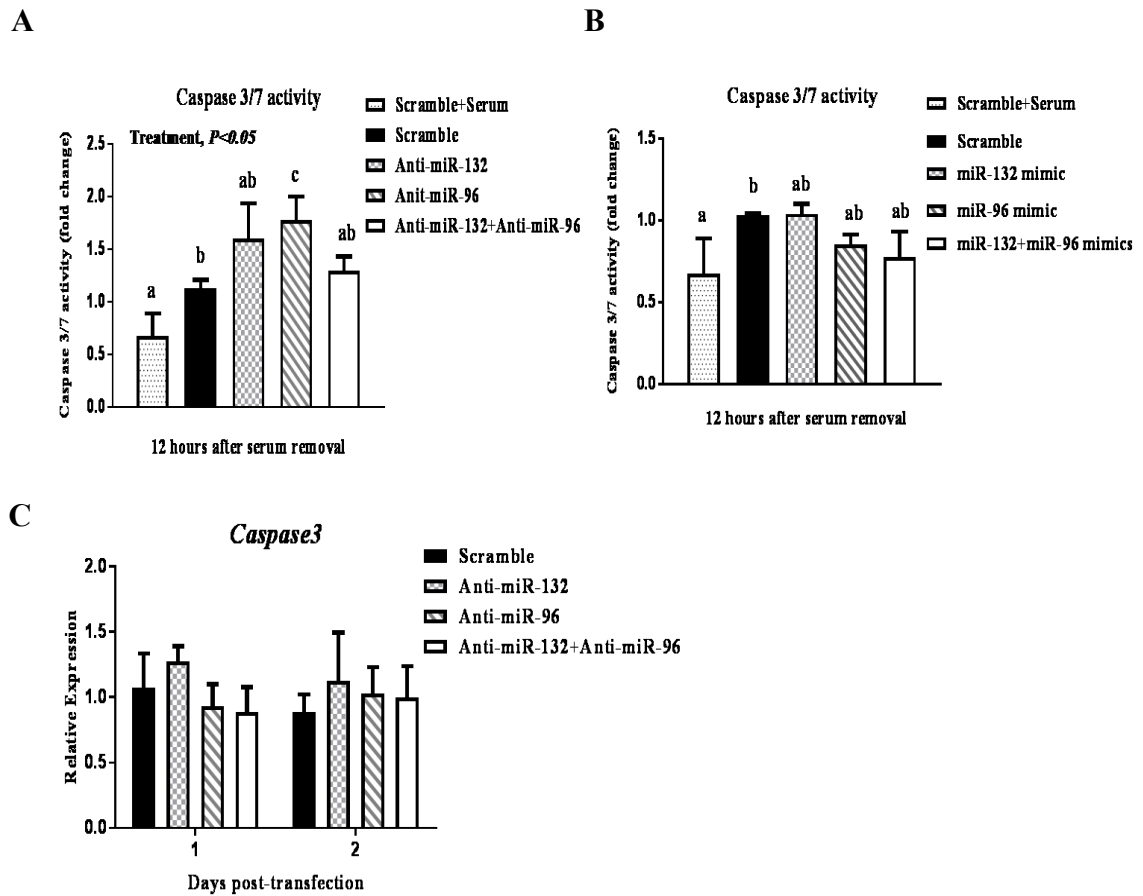 A
Caspase 3/7 activity
Treatment, P<0.05
Caspase 3/7 activity (fold change)
2.5
2.0
1.5
1.0
0.5
0.0
a
b
ab
c
ab
12 hours after serum removal
Scramble+Serum
Scramble
Anti-miR-132
Anit-miR-96
Anti-miR-132+Anti-miR-96
B
Caspase 3/7 activity
Caspase 3/7 activity (fold change)
1.5
1.0
0.5
0.0
a
b
ab
ab
ab
12 hours after serum removal
Scramble+Serum
Scramble
miR-132 mimic
miR-96 mimic
miR-132+miR-96 mimics
C
Caspase3
Relative Expression
2.0
1.5
1.0
0.5
0.0
1
2
Days post-transfection
Scramble
Anti-miR-132
Anti-miR-96
Anti-miR-132+Anti-miR-96